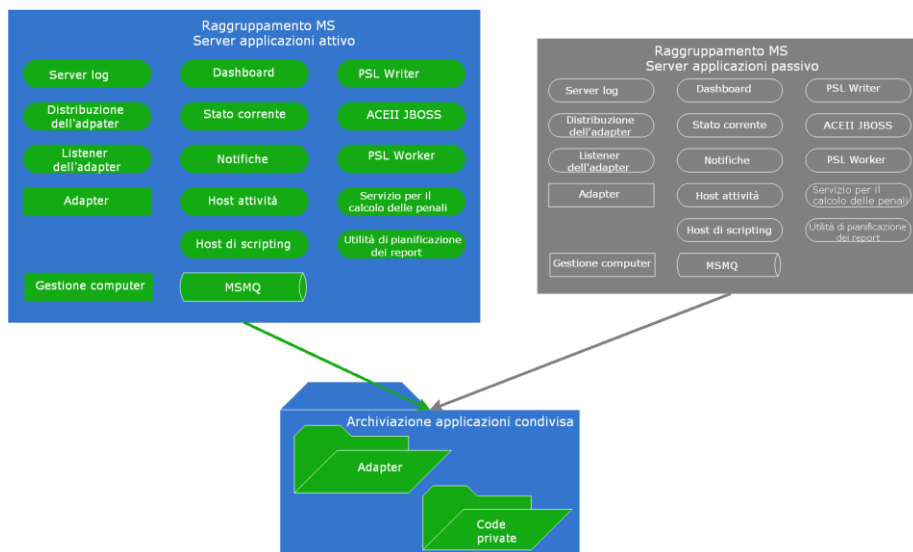 Raggruppamento MS
Server applicazioni attivo
Server log
Dashboard
PSL Writer
Distribuzione
dell'adpater
Stato corrente
ACEII JBOSS
Listener
dell'adapter
Notifiche
PSL Worker
Adapter
Host attività
Servizio per il
calcolo delle penali
Host di scripting
Utilità di pianificazione
dei report
Gestione computer
MSMQ
Raggruppamento MS
Server applicazioni passivo
Server log
Dashboard
PSL Writer
Distribuzione
dell'adapter
Stato corrente
ACEII JBOSS
Listener
dell'adapter
Notifiche
PSL Worker
Adapter
Host attività
Servizio per il
calcolo delle penali
Host di scripting
Utilità di pianificazione
dei report
Gestione computer
MSMQ
Archiviazione applicazioni condivisa
Adapter
Code
private